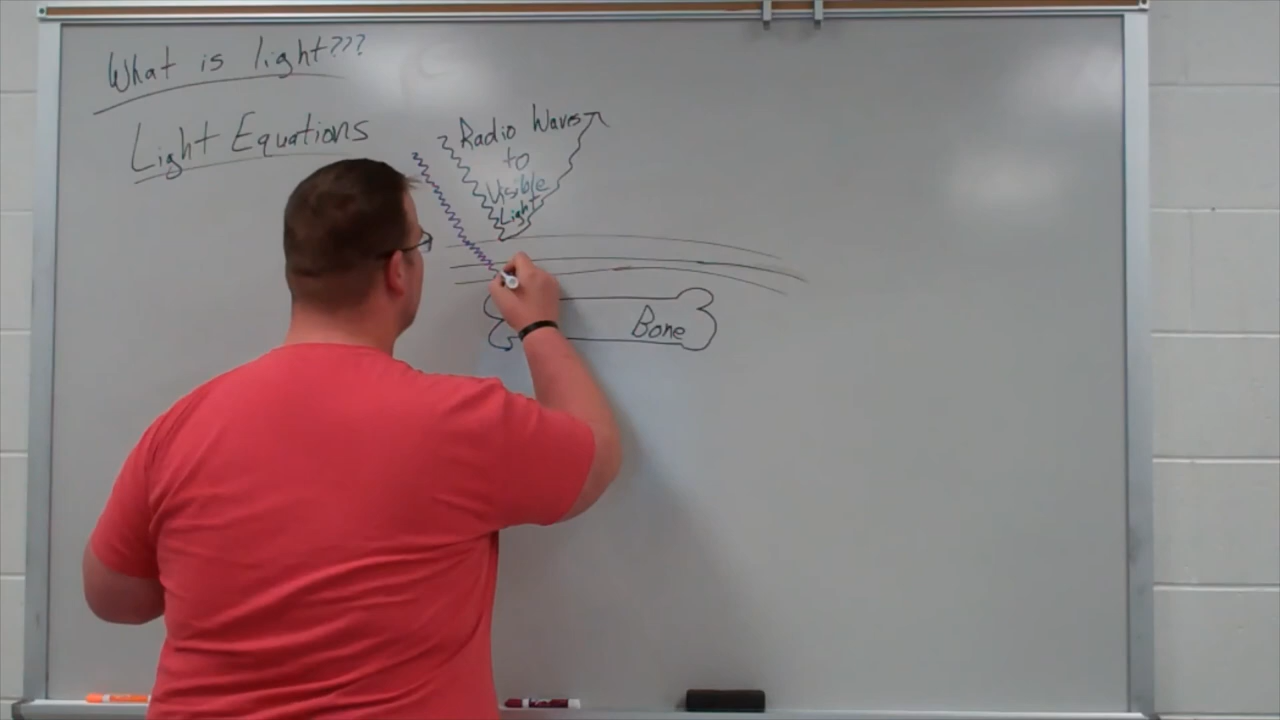 What is light???
Light Equations
Radio Waves
to
Visible
Light
Bone